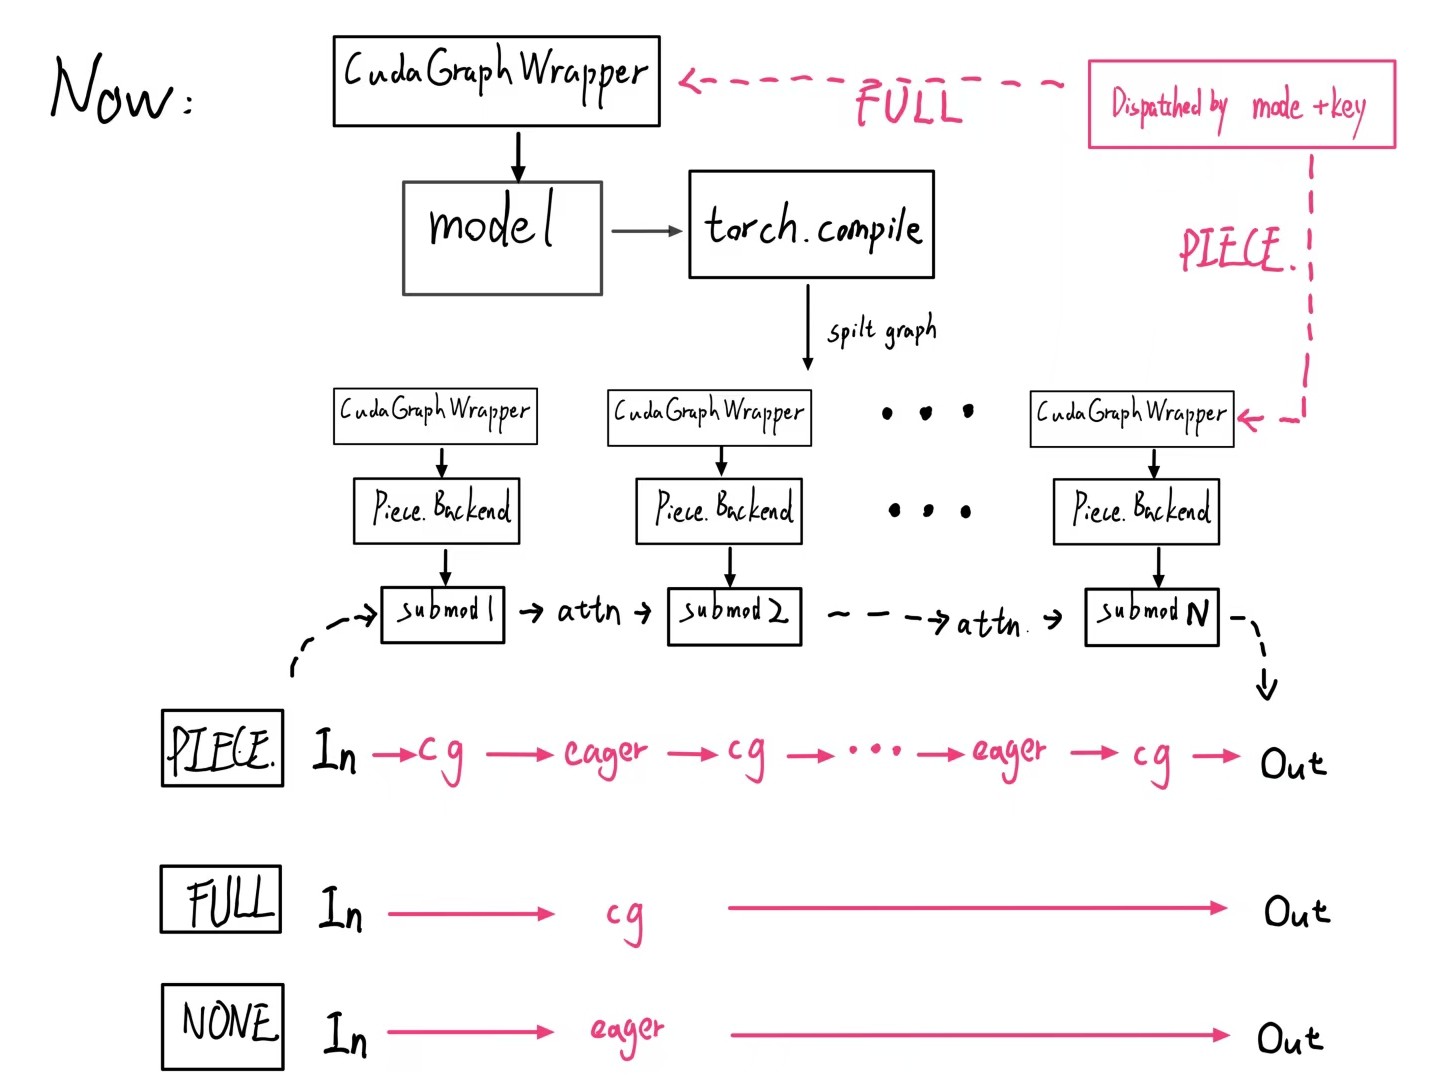 Now:
CudaGraphWrapper
FULL
Dispatched by mode +key
model
torch.compile
PIECE.
spilt graph
CudaGraphWrapper
CudaGraphWrapper
CudaGraphWrapper
Piece. Backend
Piece. Backend
Piece. Backend
submod 1
attn
submod 2
attn.
submod N
PIECE. In cg eager cg eager cg Out
FULL In cg Out
NONE In eager Out